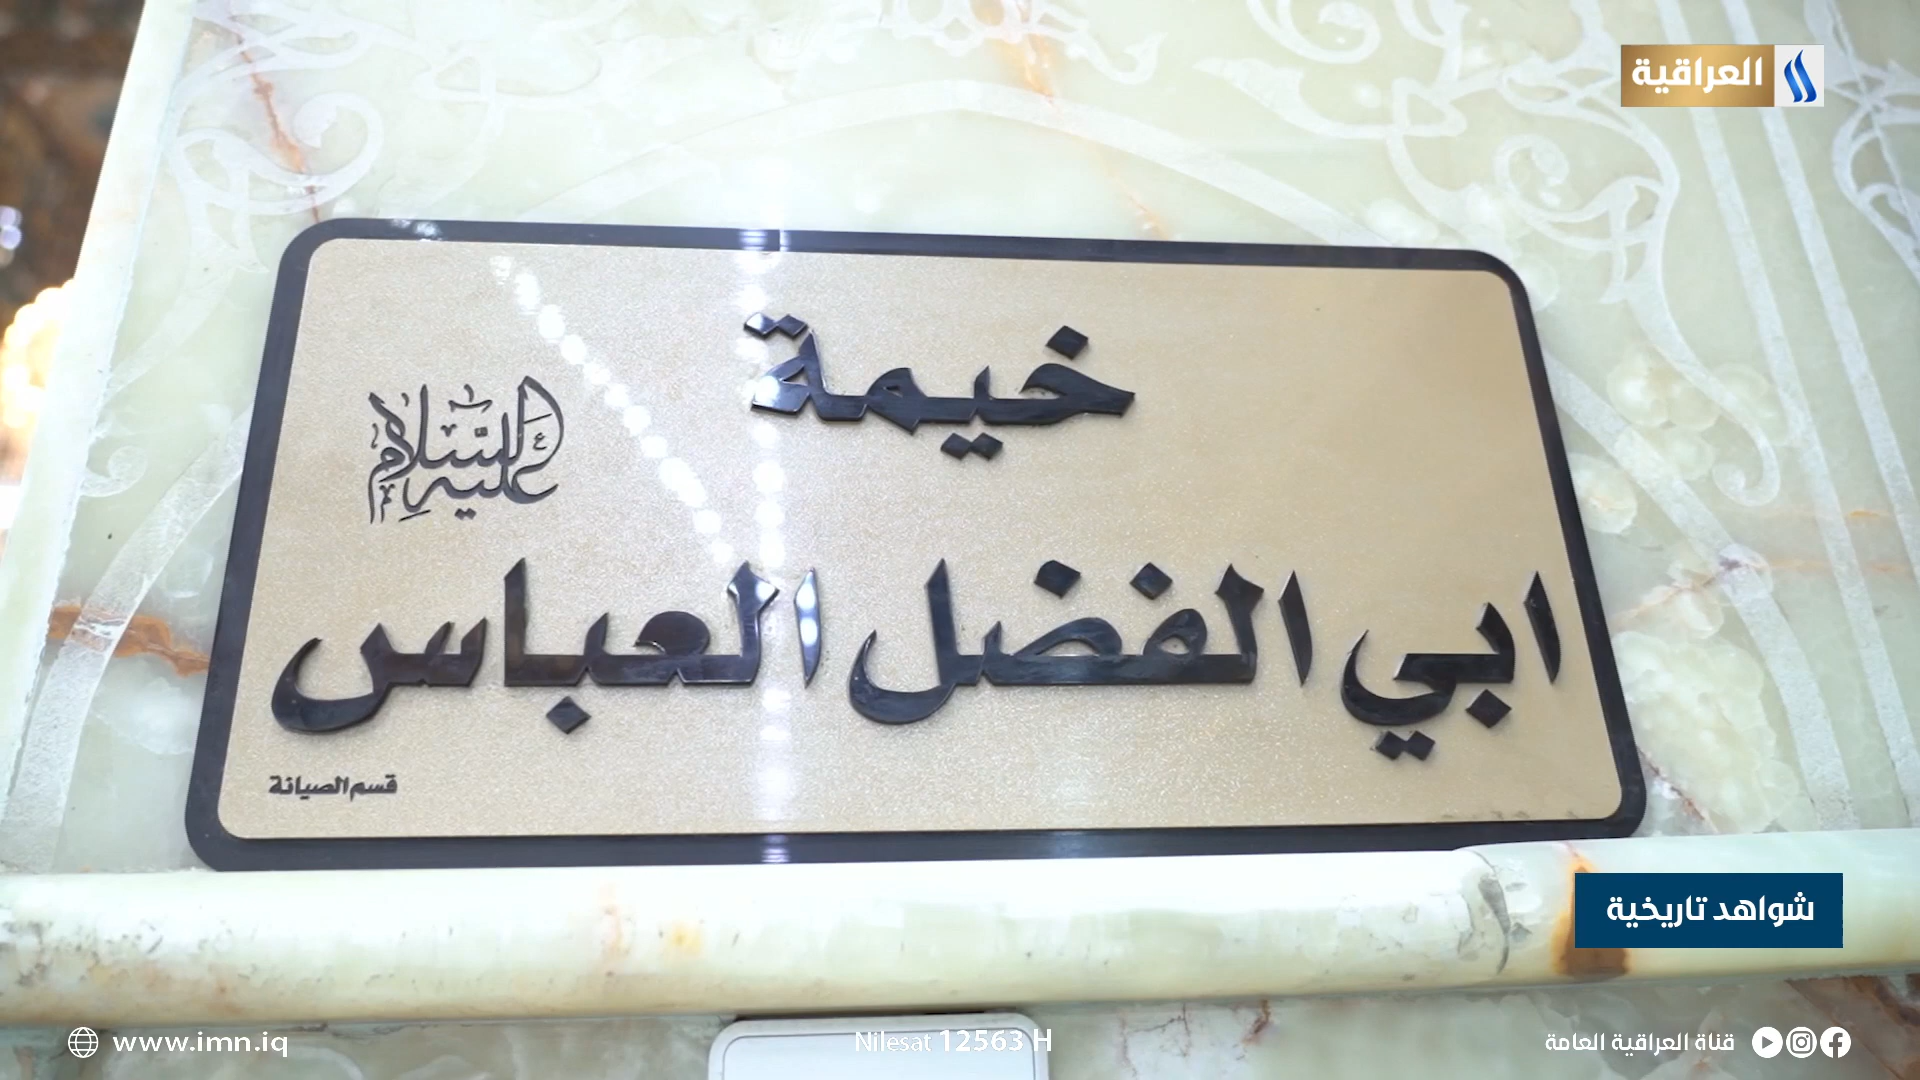 العراقية
خيمة
عليه السلام
ابي الفضل العباس
قسم الصيانة
شواهد تاريخية
www.imn.iq
Nilesat 12563 H
قناة العراقية العامة